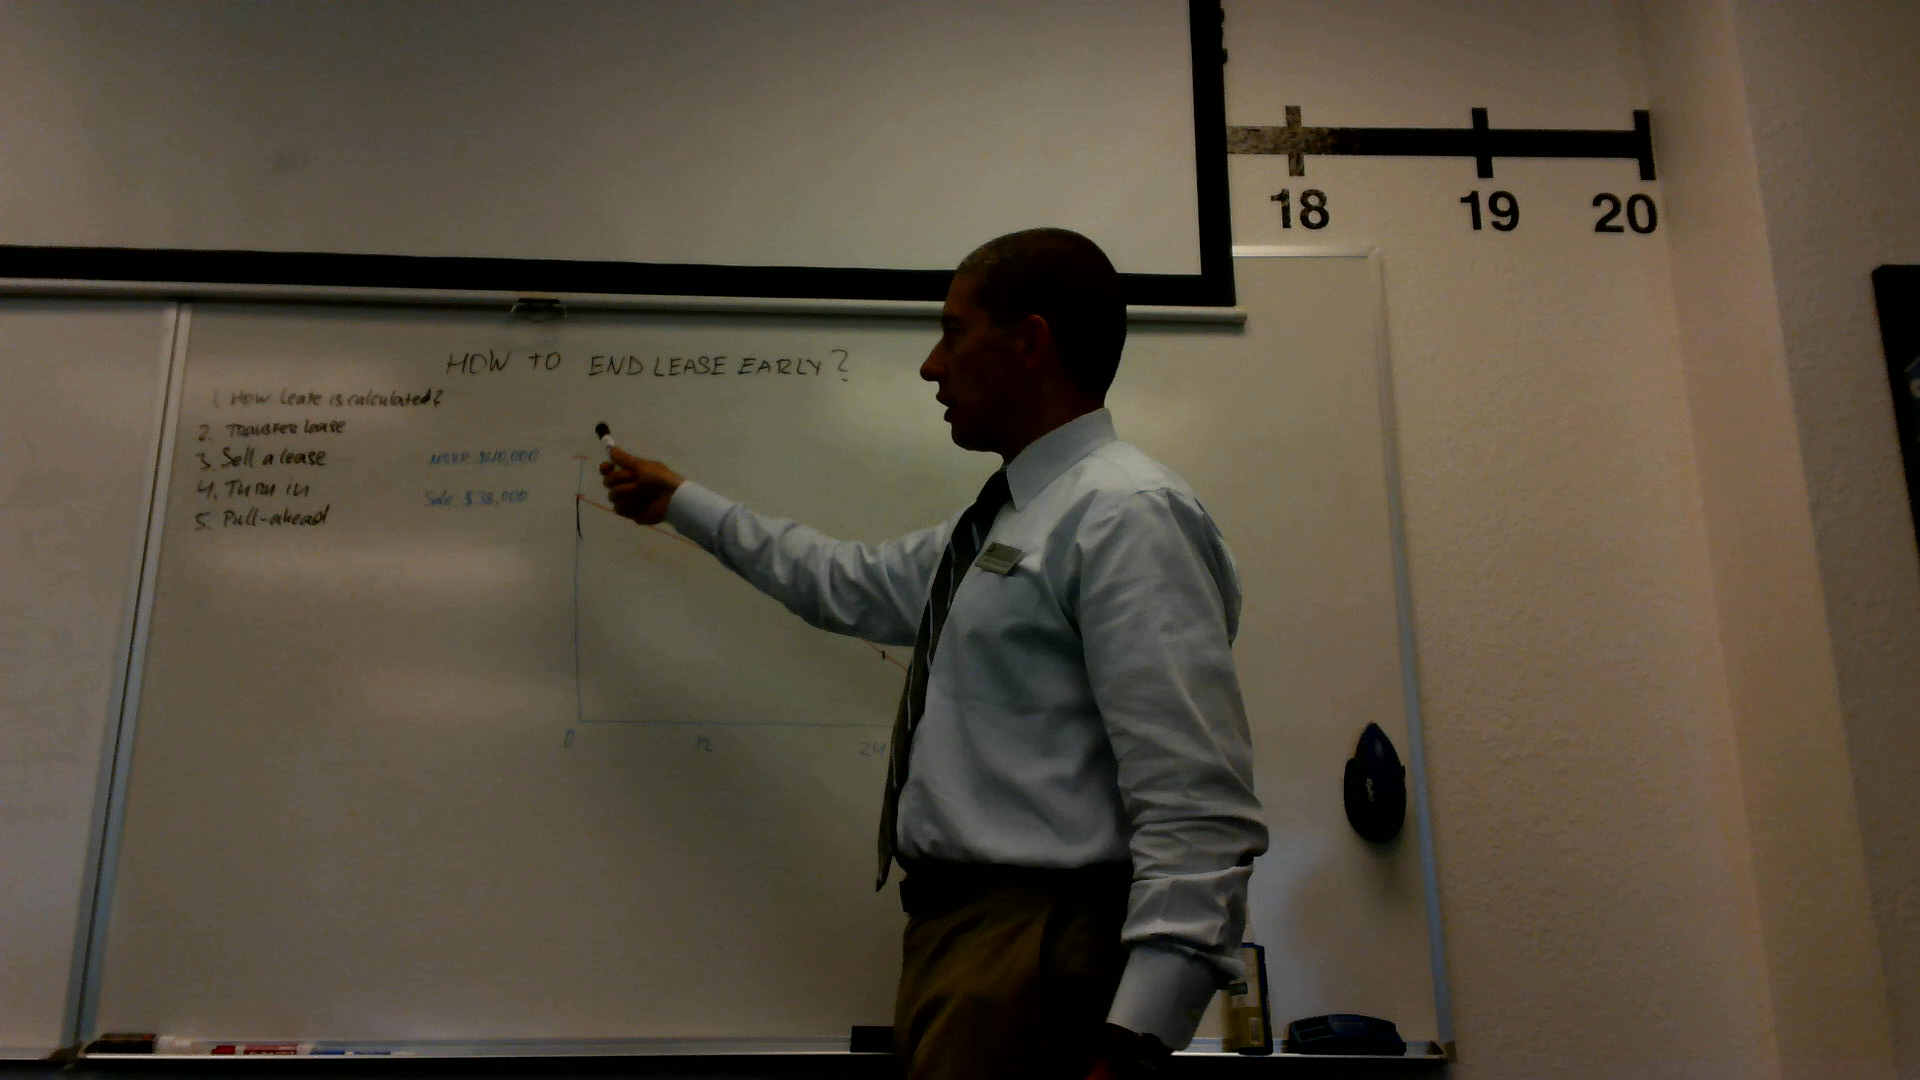 18 19 20
HOW TO END LEASE EARLY?
1. How Lease is calculated?
2. Transfer lease
3. Sell a lease
4. Turn in
5. Pull-ahead
MSRP $40,000
Sale: $38,000
0 12 24